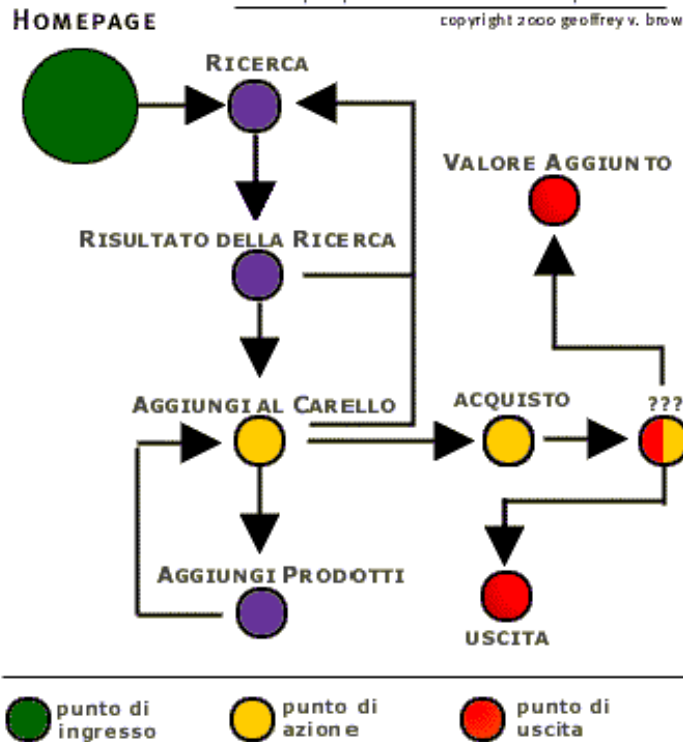 HOMEPAGE
copyright 2000 geoffrey v. brow
RICERCA
VALORE AGGIUNTO
RISULTATO DELLA RICERCA
AGGIUNGI AL CARELLO
ACQUISTO
???
AGGIUNGI PRODOTTI
USCITA
punto di
ingresso
punto di
azione
punto di
uscita